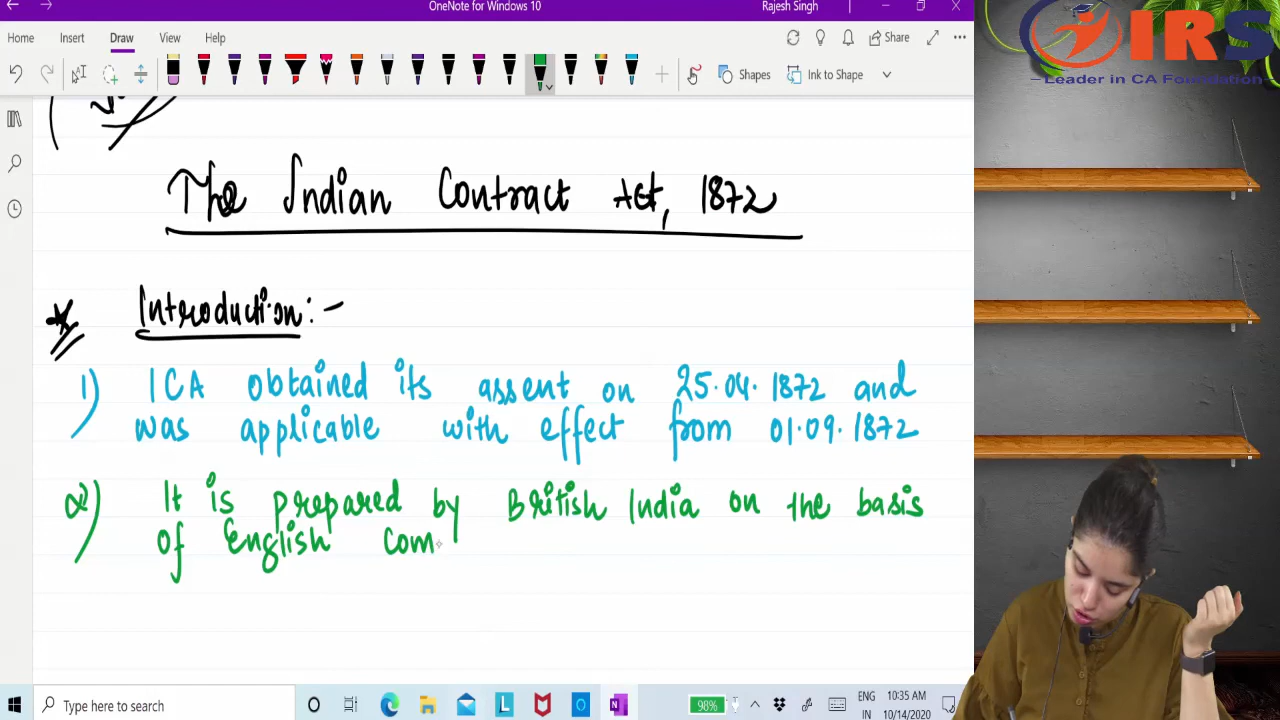 OneNote for Windows 10
Rajesh Singh
Home Insert Draw View Help
Share
Shapes
Ink to Shape
IRS
Leader in CA Foundation
The Indian Contract Act, 1872
Introduction:-
1) ICA obtained its assent on 25.04.1872 and
was applicable with effect from 01.09.1872
2) It is prepared by British India on the basis
of English com
Type here to search
98%
ENG
IN
10:35 AM
10/14/2020